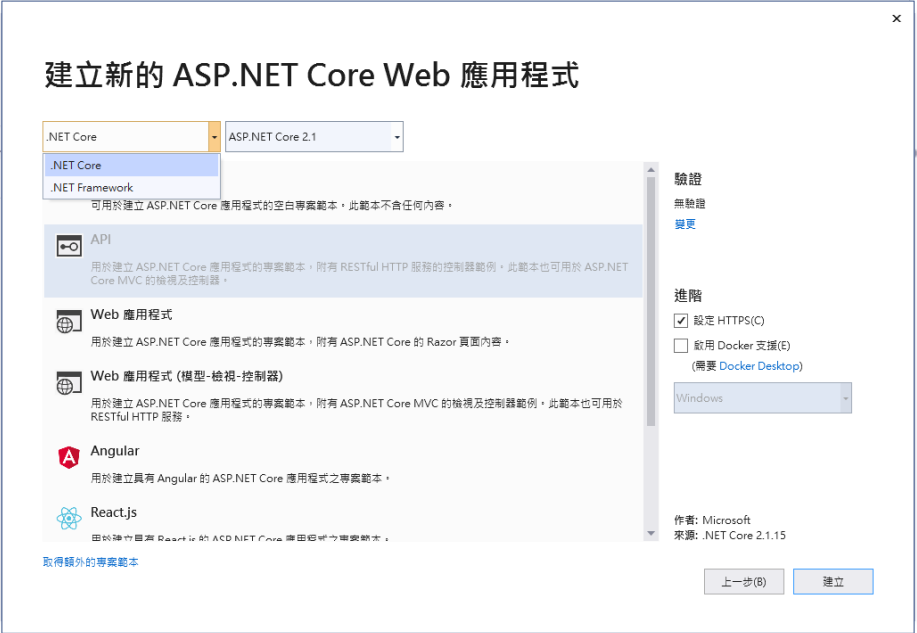 建立新的 ASP.NET Core Web 應用程式
.NET Core
ASP.NET Core 2.1
.NET Core
.NET Framework
可用於建立 ASP.NET Core 應用程式的空白專案範本。此範本不含任何內容。
API
用於建立 ASP.NET Core 應用程式的專案範本，附有 RESTful HTTP 服務的控制器範例。此範本也可用於 ASP.NET
Core MVC 的檢視及控制器。
Web 應用程式
用於建立 ASP.NET Core 應用程式的專案範本，附有 ASP.NET Core 的 Razor 頁面內容。
Web 應用程式 (模型-檢視-控制器)
用於建立 ASP.NET Core 應用程式的專案範本，附有 ASP.NET Core MVC 的檢視及控制器範例。此範本也可用於
RESTful HTTP 服務。
Angular
用於建立具有 Angular 的 ASP.NET Core 應用程式之專案範本。
React.js
用於建立具有 React.js 的 ASP.NET Core 應用程式之專案範本。
取得額外的專案範本
驗證
無驗證
變更
進階
設定 HTTPS(C)
啟用 Docker 支援(E)
(需要 Docker Desktop)
Windows
作者: Microsoft
來源: .NET Core 2.1.15
上一步(B)
建立